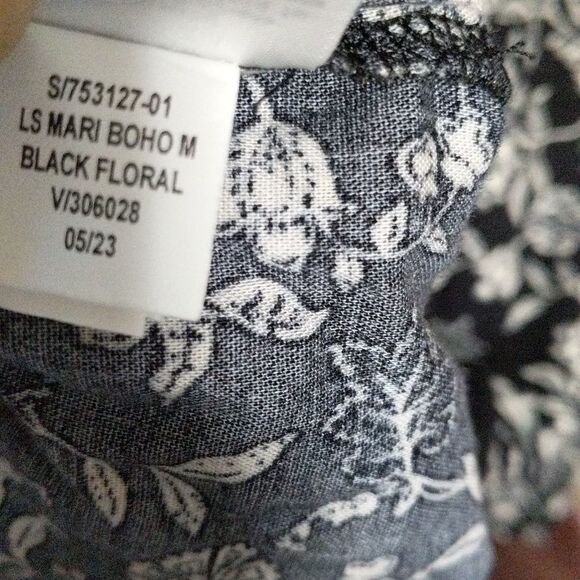 S/753127-01
LS MARI BOHO M
BLACK FLORAL
V/306028
05/23